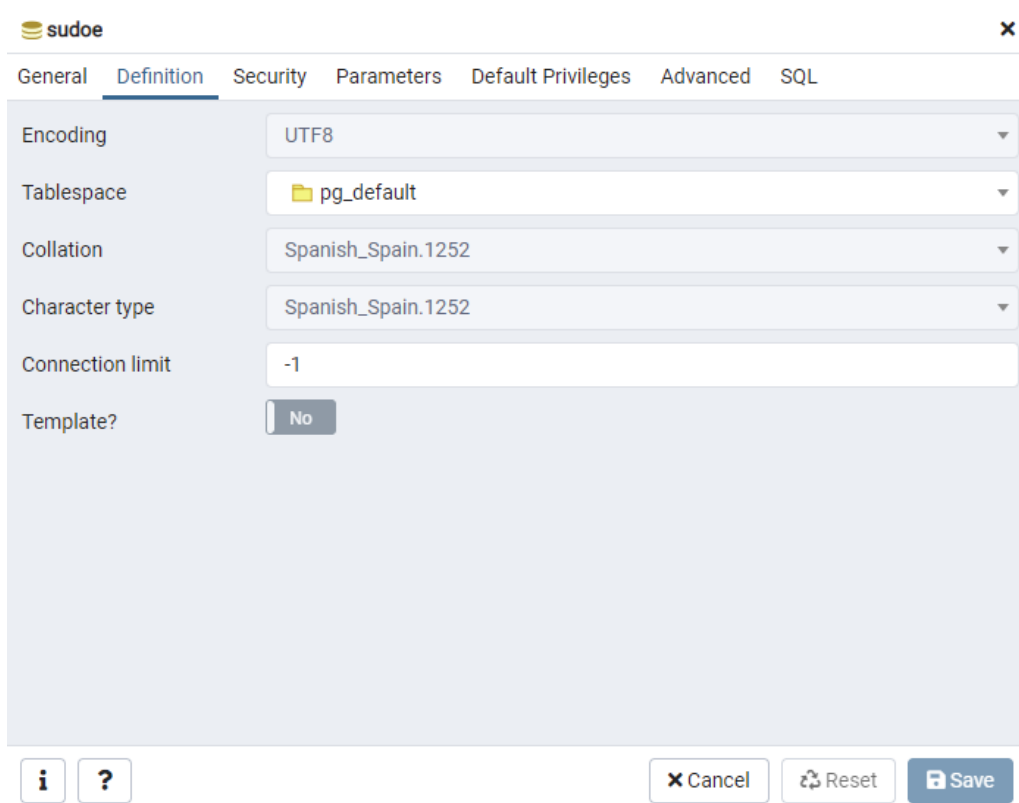 sudoe
General Definition Security Parameters Default Privileges Advanced SQL
Encoding UTF8
Tablespace pg_default
Collation Spanish_Spain.1252
Character type Spanish_Spain.1252
Connection limit -1
Template? No
i ? Cancel Reset Save